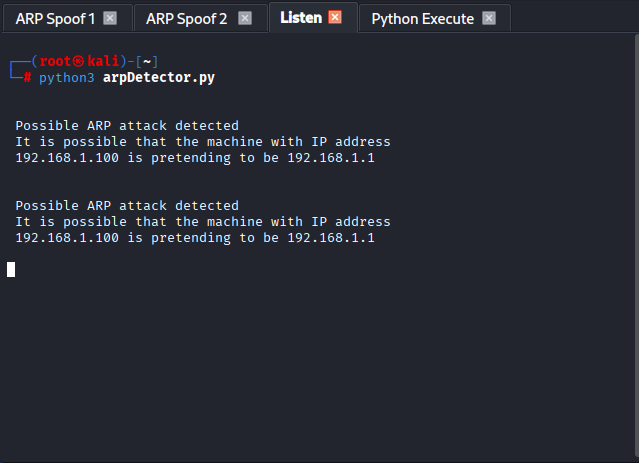 ARP Spoof 1
ARP Spoof 2
Listen
Python Execute
┌──(root㉿kali)-[~]
└─# python3 arpDetector.py
Possible ARP attack detected
It is possible that the machine with IP address
192.168.1.100 is pretending to be 192.168.1.1
Possible ARP attack detected
It is possible that the machine with IP address
192.168.1.100 is pretending to be 192.168.1.1